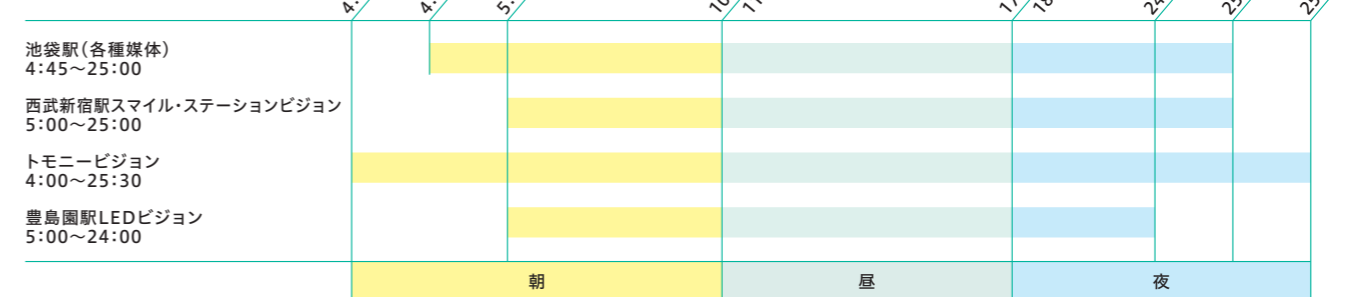 池袋駅（各種媒体）
4：45〜25：00
西武新宿駅スマイル・ステーションビジョン
5：00〜25：00
トモニービジョン
4：00〜25：30
豊島園駅LEDビジョン
5：00〜24：00
朝 昼 夜